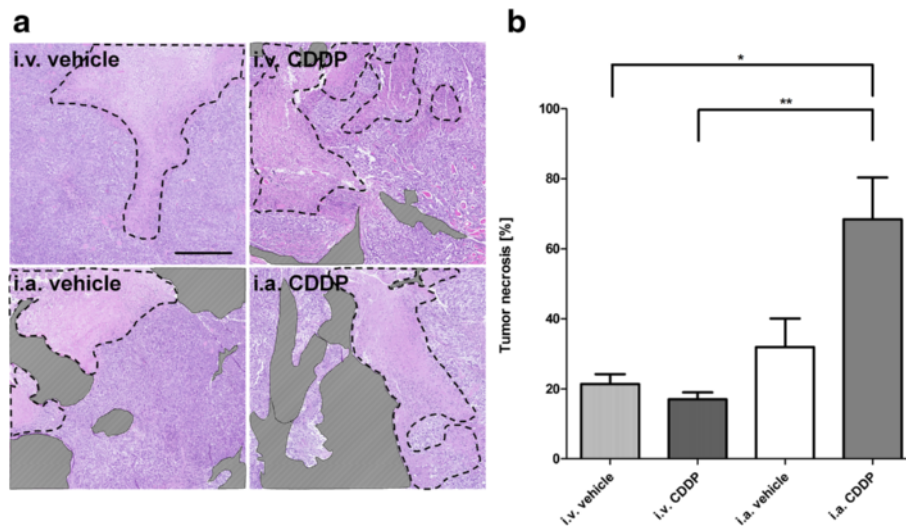 a
i.v. vehicle
i.v. CDDP
i.a. vehicle
i.a. CDDP
b
*
**
100
80
60
40
20
0
Tumor necrosis [%]
i.v. vehicle
i.v. CDDP
i.a. vehicle
i.a. CDDP